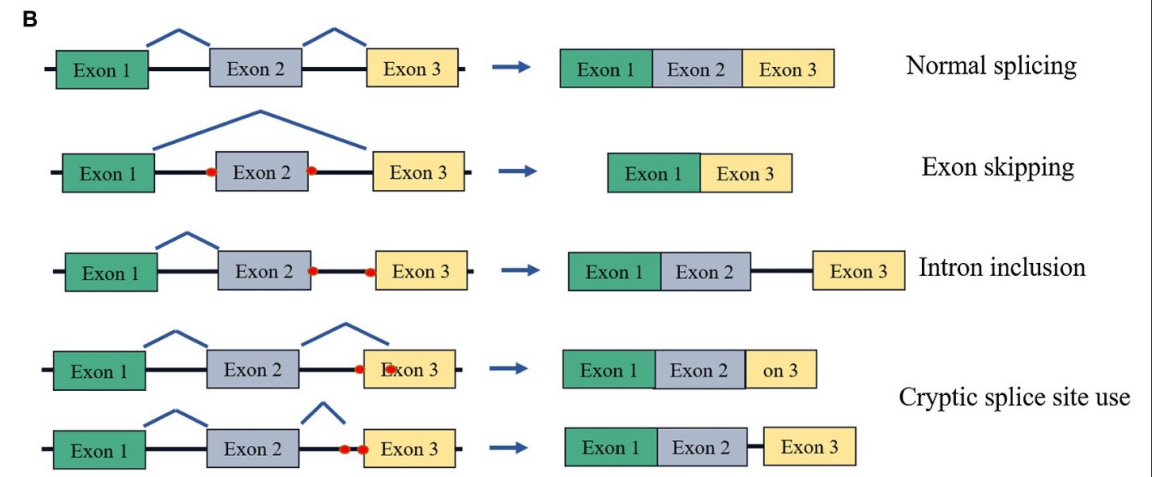 B
Exon 1 Exon 2 Exon 3 Exon 1 Exon 2 Exon 3 Normal splicing
Exon 1 Exon 2 Exon 3 Exon 1 Exon 3 Exon skipping
Exon 1 Exon 2 Exon 3 Exon 1 Exon 2 Exon 3 Intron inclusion
Exon 1 Exon 2 Exon 3 Exon 1 Exon 2 on 3
Cryptic splice site use
Exon 1 Exon 2 Exon 3 Exon 1 Exon 2 Exon 3